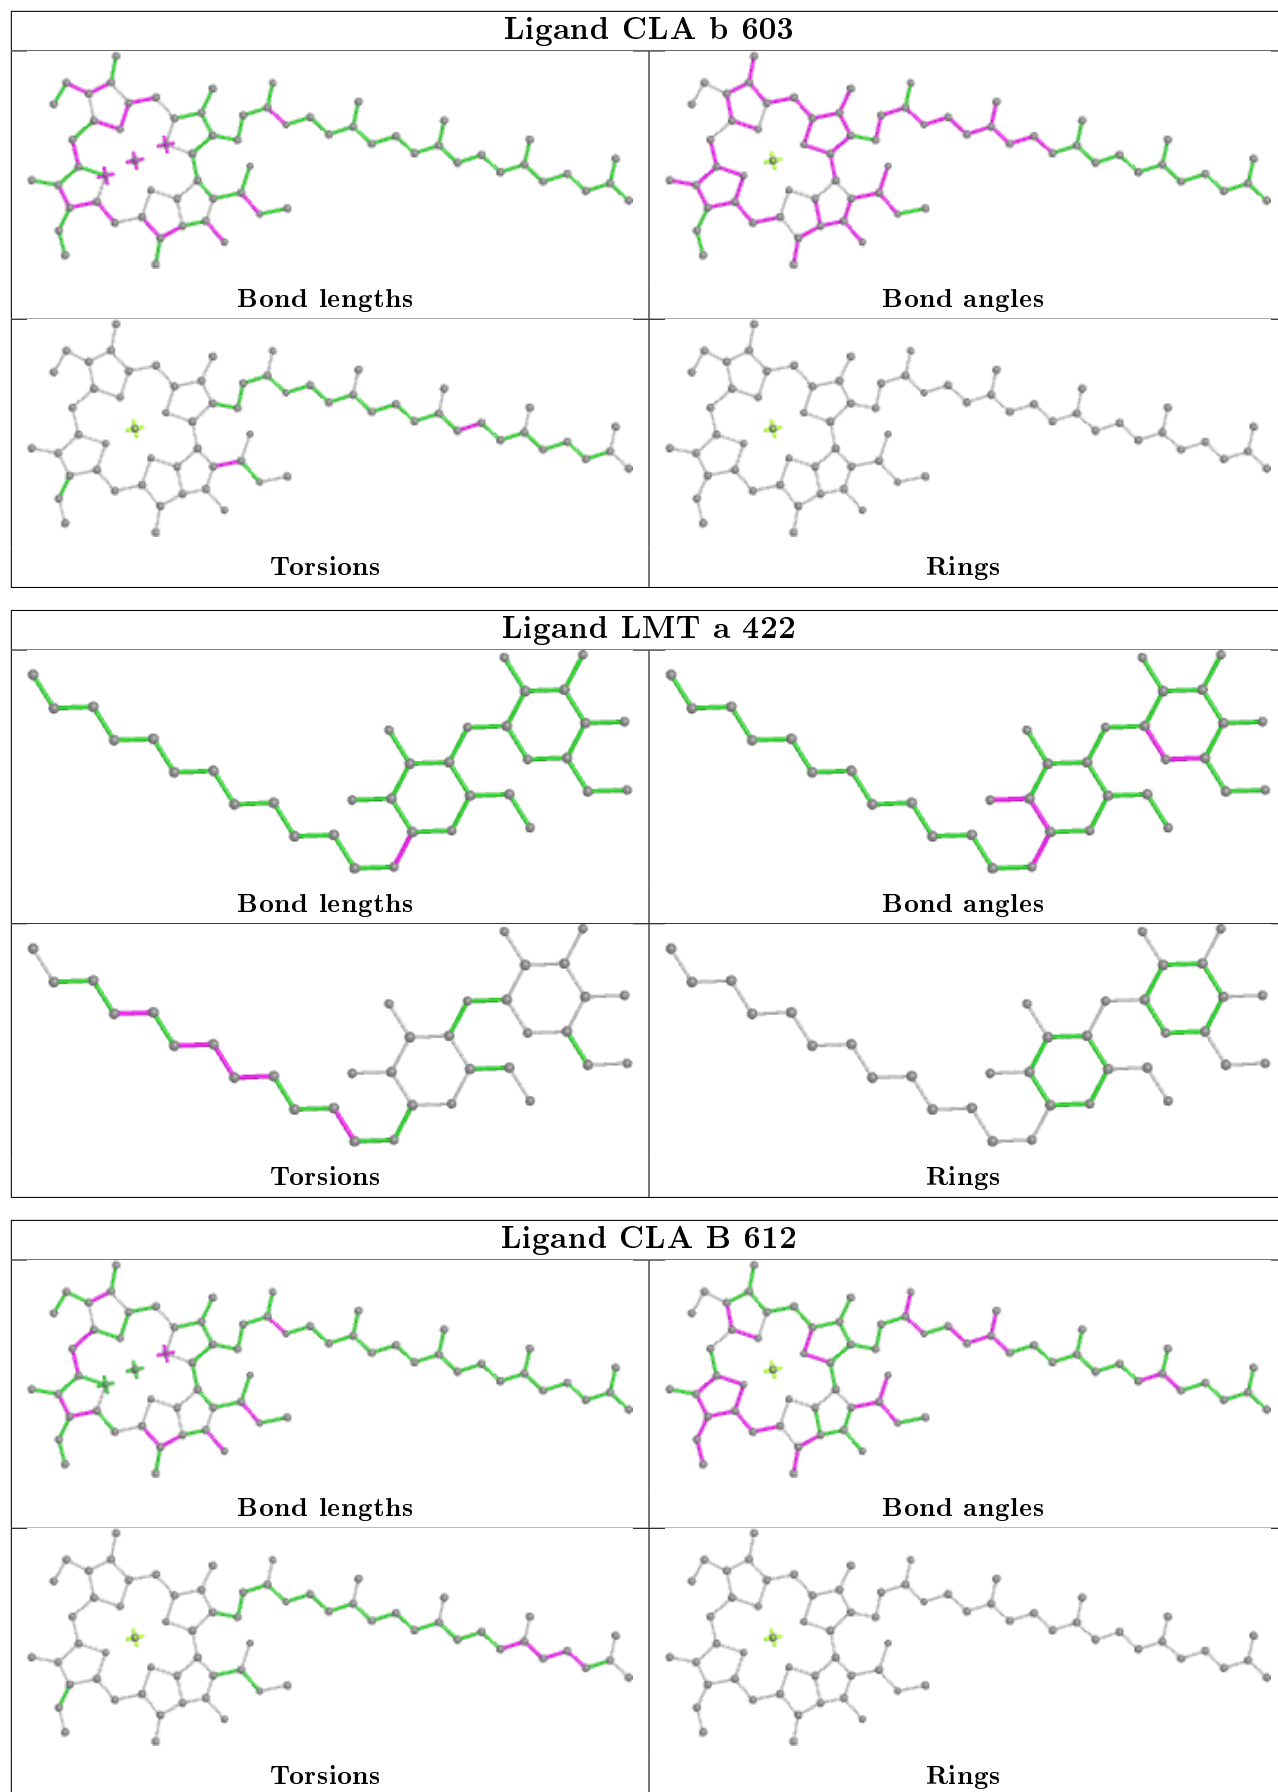 Ligand CLA b 603
Bond lengths
Bond angles
Torsions
Rings
Ligand LMT a 422
Bond lengths
Bond angles
Torsions
Rings
Ligand CLA B 612
Bond lengths
Bond angles
Torsions
Rings